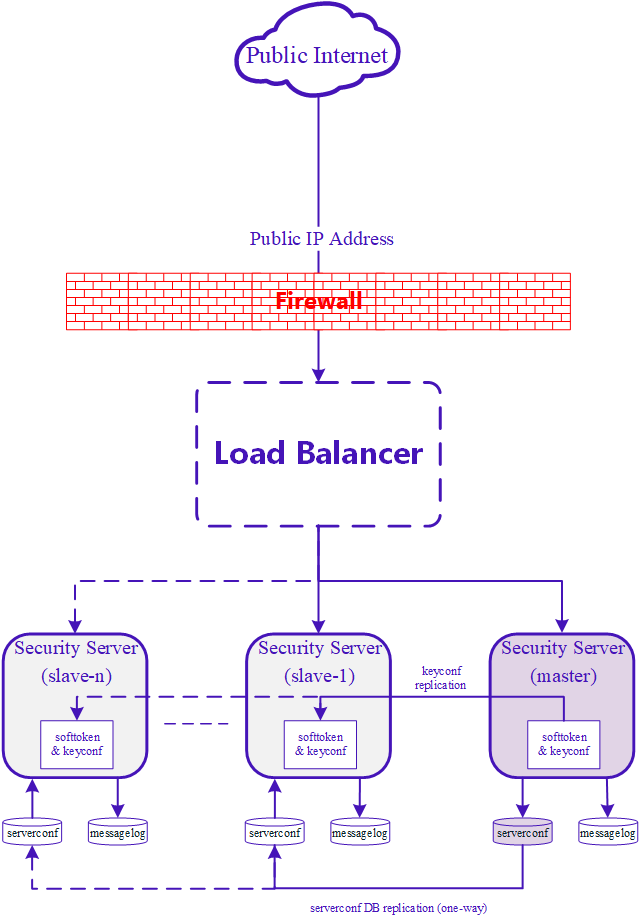 Public Internet
Public IP Address
Firewall
Load Balancer
Security Server
(slave-n)
softtoken
& keyconf
serverconf
messagelog
Security Server
(slave-1)
softtoken
& keyconf
serverconf
messagelog
keyconf
replication
Security Server
(master)
softtoken
& keyconf
serverconf
messagelog
serverconf DB replication (one-way)